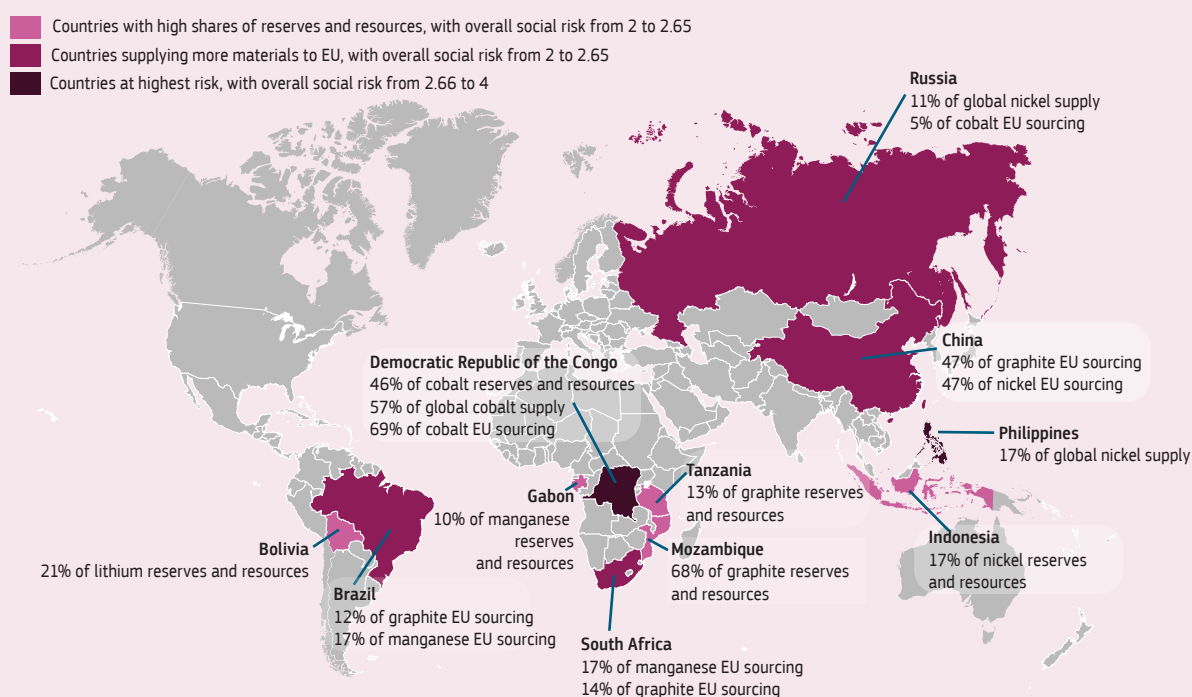 Countries with high shares of reserves and resources, with overall social risk from 2 to 2.65
Countries supplying more materials to EU, with overall social risk from 2 to 2.65
Countries at highest risk, with overall social risk from 2.66 to 4
Russia
11% of global nickel supply
5% of cobalt EU sourcing
China
47% of graphite EU sourcing
47% of nickel EU sourcing
Democratic Republic of the Congo
46% of cobalt reserves and resources
57% of global cobalt supply
69% of cobalt EU sourcing
Philippines
17% of global nickel supply
Tanzania
13% of graphite reserves
and resources
Gabon
10% of manganese
reserves
and resources
Indonesia
17% of nickel reserves
and resources
Mozambique
68% of graphite reserves
and resources
Bolivia
21% of lithium reserves and resources
Brazil
12% of graphite EU sourcing
17% of manganese EU sourcing
South Africa
17% of manganese EU sourcing
14% of graphite EU sourcing